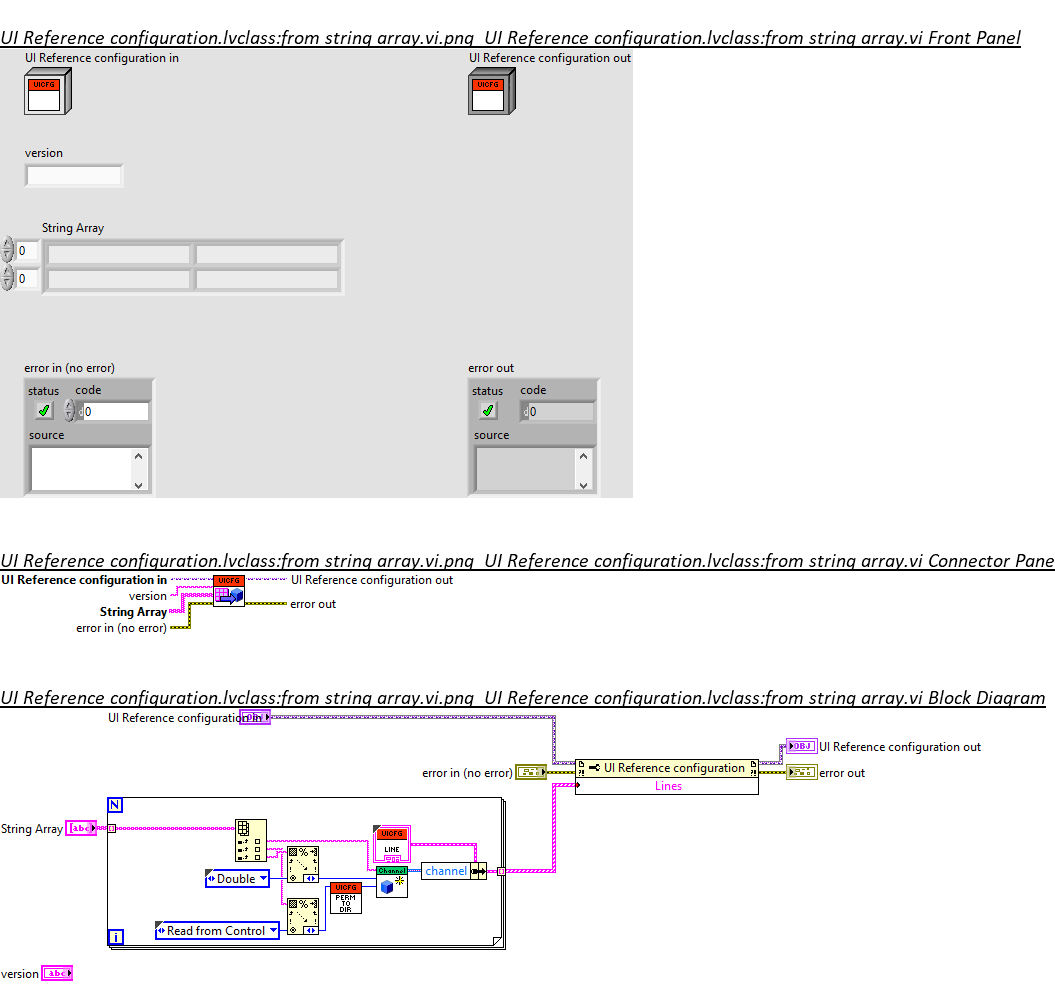 UI Reference configuration.lvclass:from string array.vi.png UI Reference configuration.lvclass:from string array.vi Front Panel
UI Reference configuration in
UI Reference configuration out
UICFG
UICFG
version
String Array
0
0
error in (no error)
error out
status code
status code
d0
d0
source
source
UI Reference configuration.lvclass:from string array.vi.png UI Reference configuration.lvclass:from string array.vi Connector Pane
UI Reference configuration in
UICFG
UI Reference configuration out
version
String Array
error out
error in (no error)
UI Reference configuration.lvclass:from string array.vi.png UI Reference configuration.lvclass:from string array.vi Block Diagram
UI Reference configuration in
OBJ
UI Reference configuration out
error in (no error)
UI Reference configuration
error out
Lines
N
String Array
abc
UICFG
LINE
Channel
channel
Double
UICFG
PERM
TO
DIR
Read from Control
i
version
abc